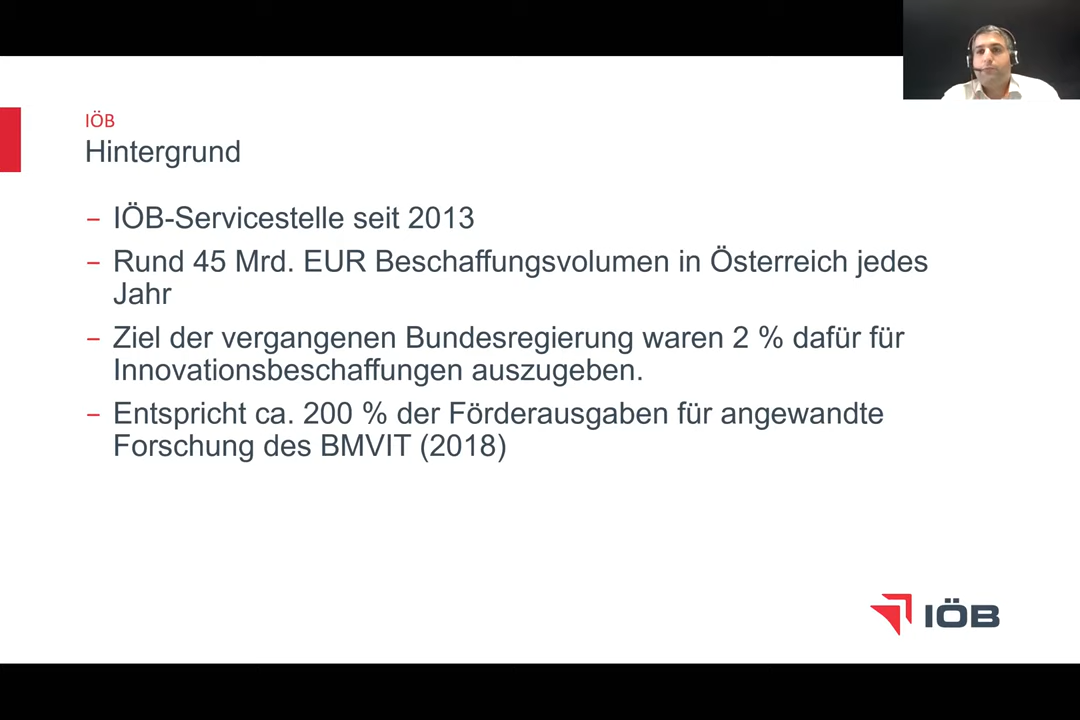 IÖB
Hintergrund
– IÖB-Servicestelle seit 2013
– Rund 45 Mrd. EUR Beschaffungsvolumen in Österreich jedes
Jahr
– Ziel der vergangenen Bundesregierung waren 2 % dafür für
Innovationsbeschaffungen auszugeben.
– Entspricht ca. 200 % der Förderausgaben für angewandte
Forschung des BMVIT (2018)
IÖB